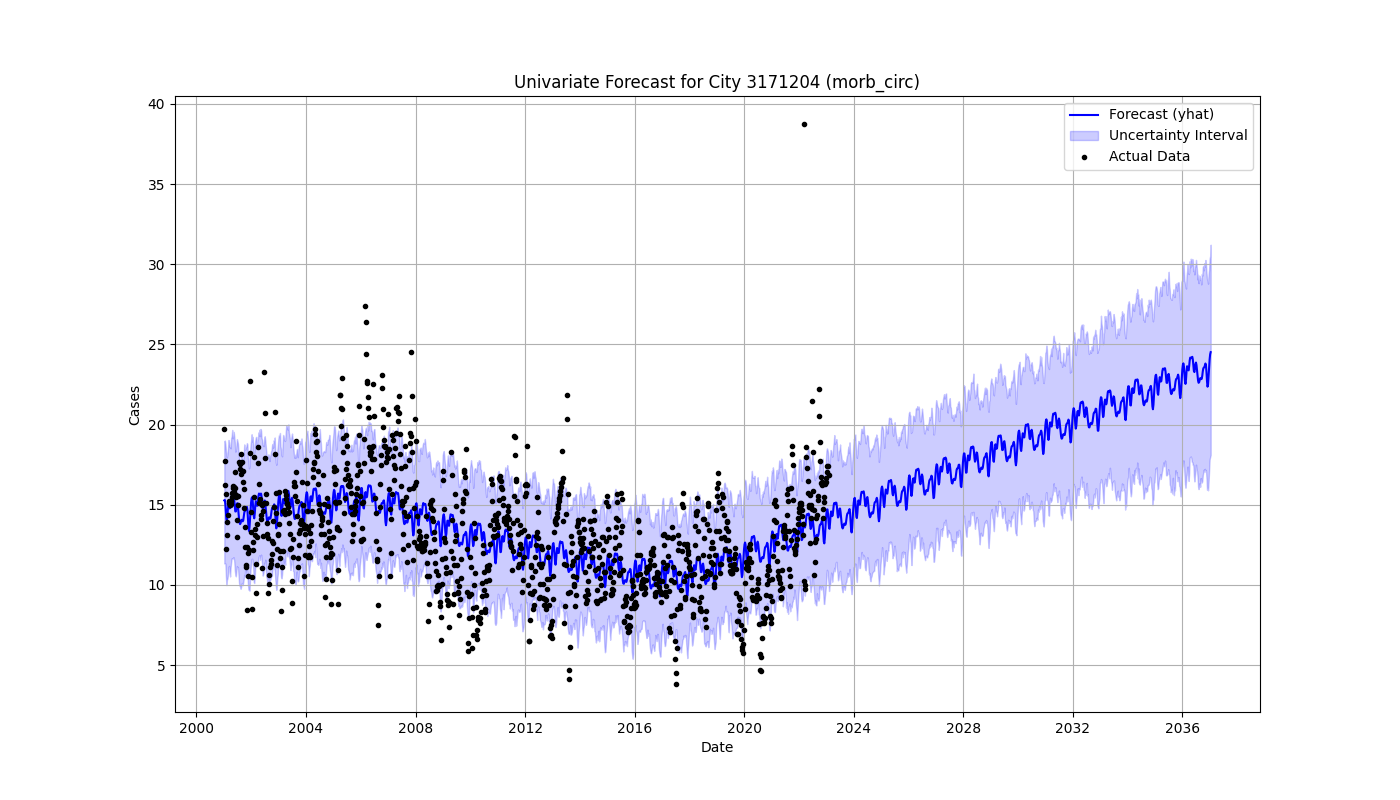 Univariate Forecast for City 3171204 (morb_circ)
Forecast (yhat)
Uncertainty Interval
Actual Data
Cases
40
35
30
25
20
15
10
5
2000 2004 2008 2012 2016 2020 2024 2028 2032 2036
Date